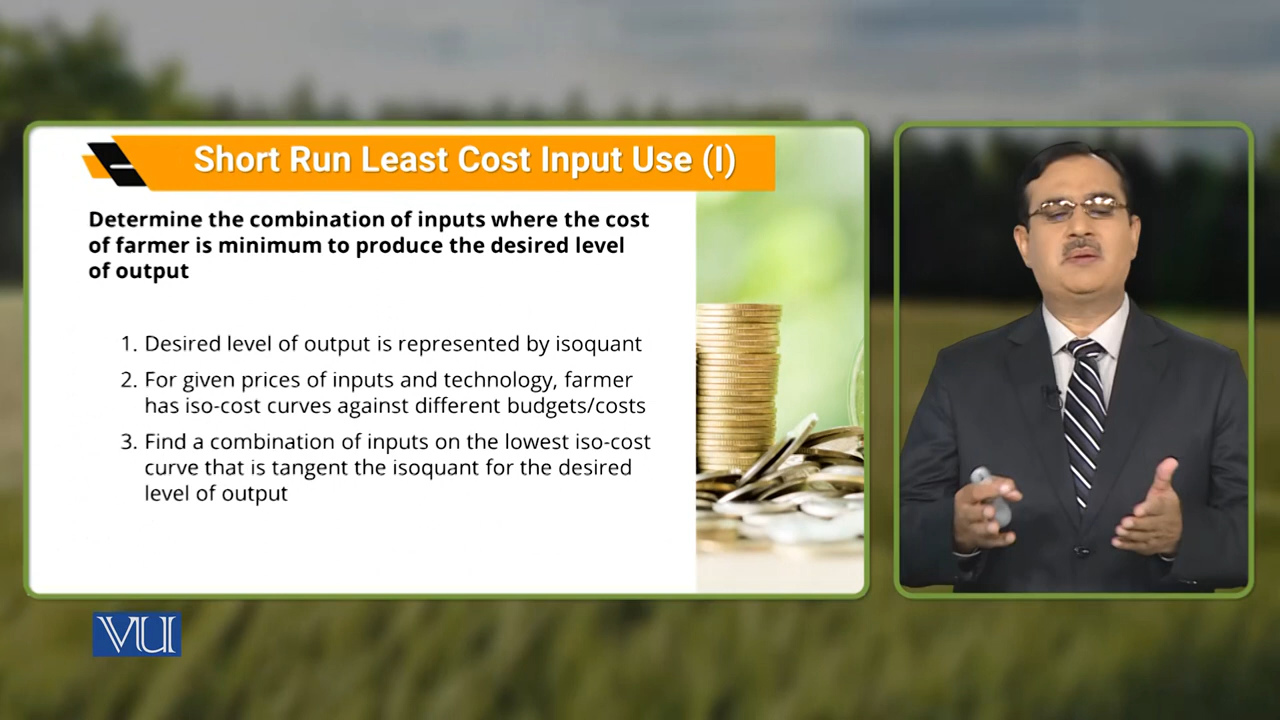 Short Run Least Cost Input Use (I)
Determine the combination of inputs where the cost
of farmer is minimum to produce the desired level
of output
1. Desired level of output is represented by isoquant
2. For given prices of inputs and technology, farmer
has iso-cost curves against different budgets/costs
3. Find a combination of inputs on the lowest iso-cost
curve that is tangent the isoquant for the desired
level of output
VU